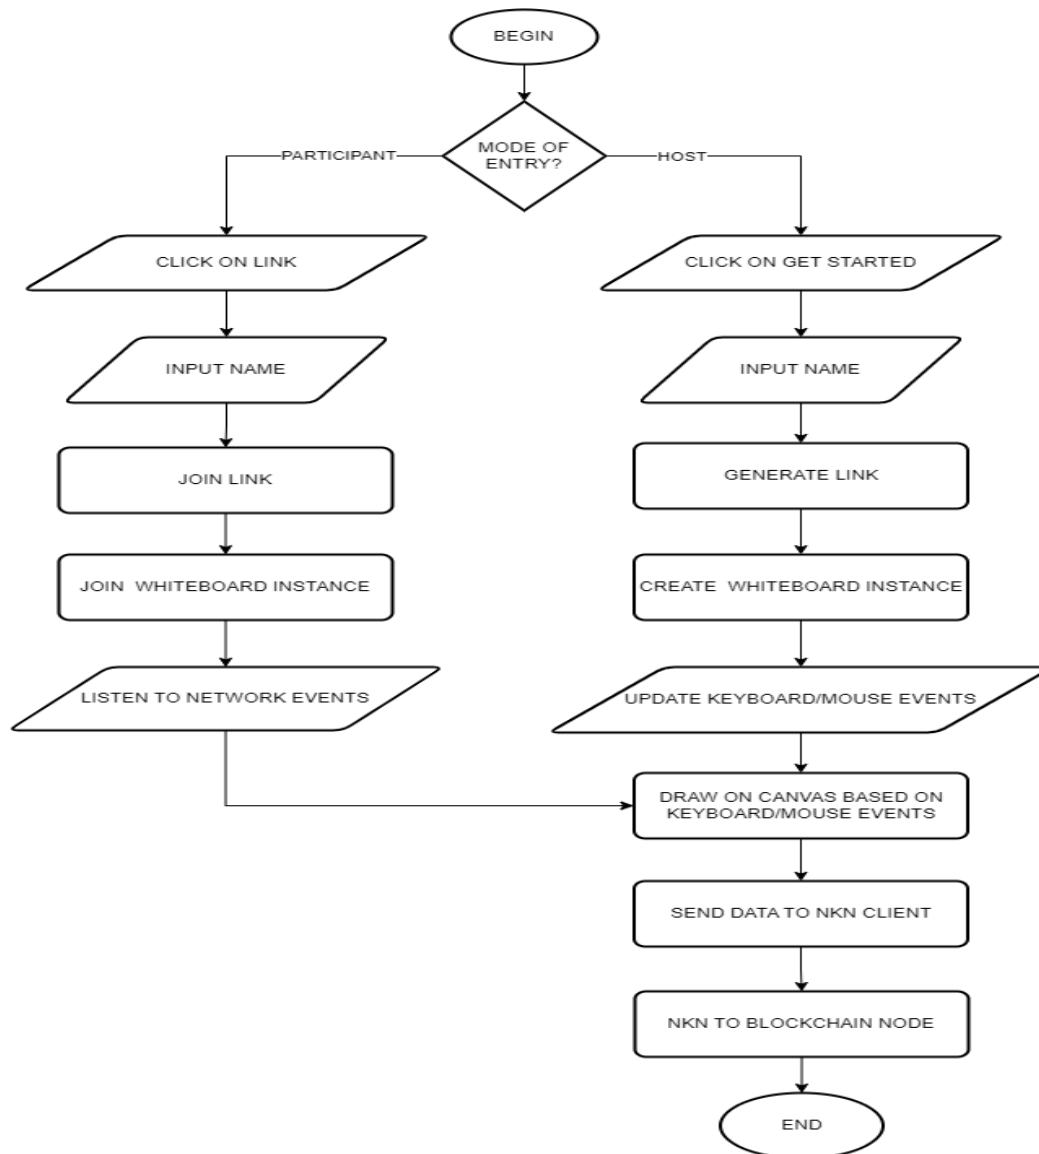 BEGIN
MODE OF
ENTRY?
PARTICIPANT
HOST
CLICK ON LINK
CLICK ON GET STARTED
INPUT NAME
INPUT NAME
JOIN LINK
GENERATE LINK
JOIN WHITEBOARD INSTANCE
CREATE WHITEBOARD INSTANCE
LISTEN TO NETWORK EVENTS
UPDATE KEYBOARD/MOUSE EVENTS
DRAW ON CANVAS BASED ON
KEYBOARD/MOUSE EVENTS
SEND DATA TO NKN CLIENT
NKN TO BLOCKCHAIN NODE
END